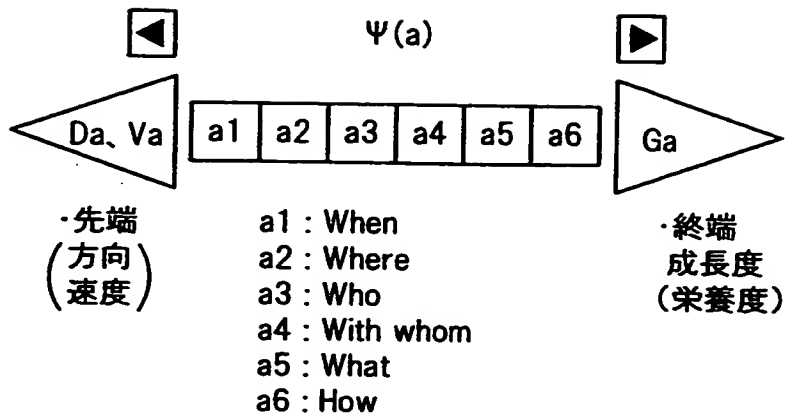 Ψ(a)
Da、Va a1 a2 a3 a4 a5 a6 Ga
・先端
(方向
速度)
a1 : When
a2 : Where
a3 : Who
a4 : With whom
a5 : What
a6 : How
・終端
成長度
(栄養度)